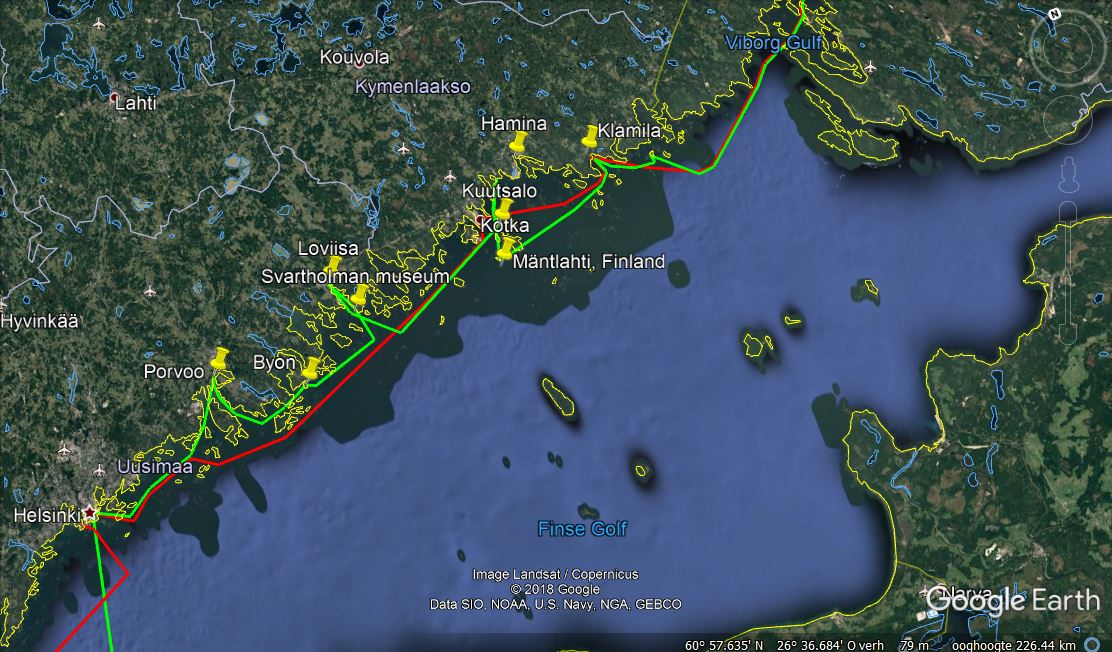 N
Viborg Gulf
Kouvola
Kymenlaakso
Lahti
Hamina
Klamila
Kuutsalo
Kotka
Loviisa
Mäntlahti, Finland
Svartholman museum
Hyvinkää
Byön
Porvoo
Uusimaa
Helsinki
Finse Golf
Image Landsat / Copernicus
© 2018 Google
Data SIO, NOAA, U.S. Navy, NGA, GEBCO
Narva
Google Earth
60° 57.635' N 26° 36.684' O verh 79 m ooghoogte 226.44 km